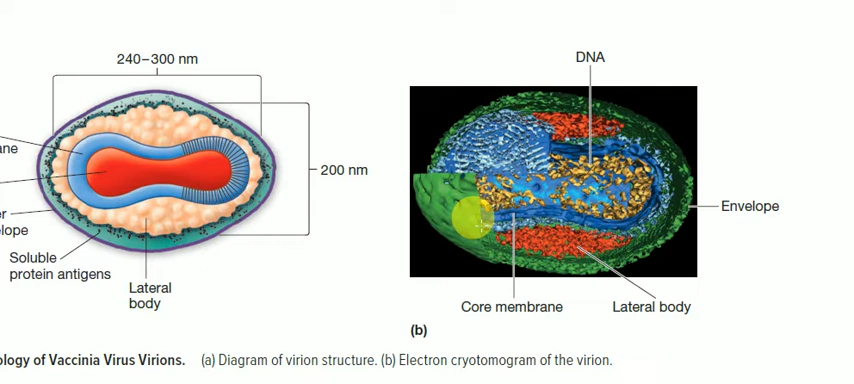 240–300 nm
DNA
ane
200 nm
er
elope
Envelope
Soluble
protein antigens
Lateral
body
Core membrane
Lateral body
(b)
ology of Vaccinia Virus Virions. (a) Diagram of virion structure. (b) Electron cryotomogram of the virion.